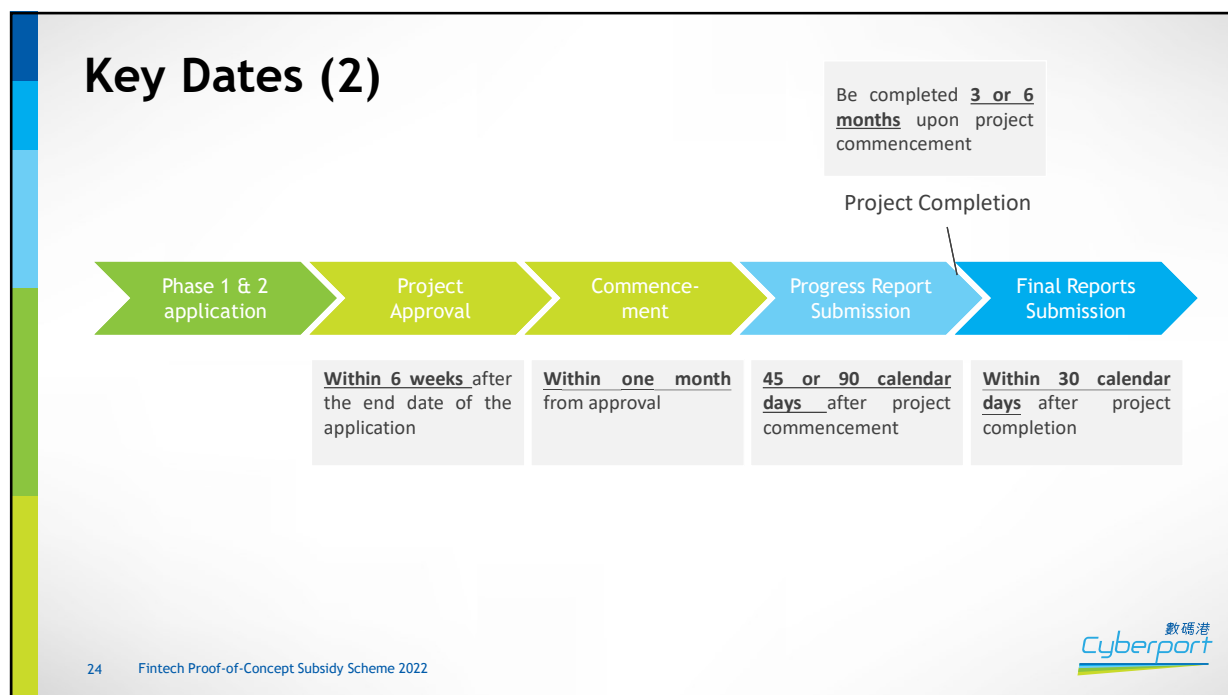 Key Dates (2)
Be completed 3 or 6
months upon project
commencement
Project Completion
Phase 1 & 2
application
Project
Approval
Commence-
ment
Progress Report
Submission
Final Reports
Submission
Within 6 weeks after
the end date of the
application
Within one month
from approval
45 or 90 calendar
days after project
commencement
Within 30 calendar
days after project
completion
24 Fintech Proof-of-Concept Subsidy Scheme 2022
數碼港
Cyberport